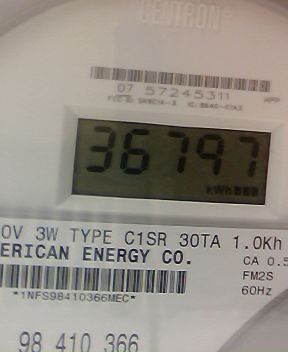 CENTRON®
07 57245311
36797
kWh888
0V 3W TYPE C1SR 30TA 1.0Kh
ERICAN ENERGY CO. CA 0.5
FM2S
*1NFS98410366MEC* 60Hz
98 410 366